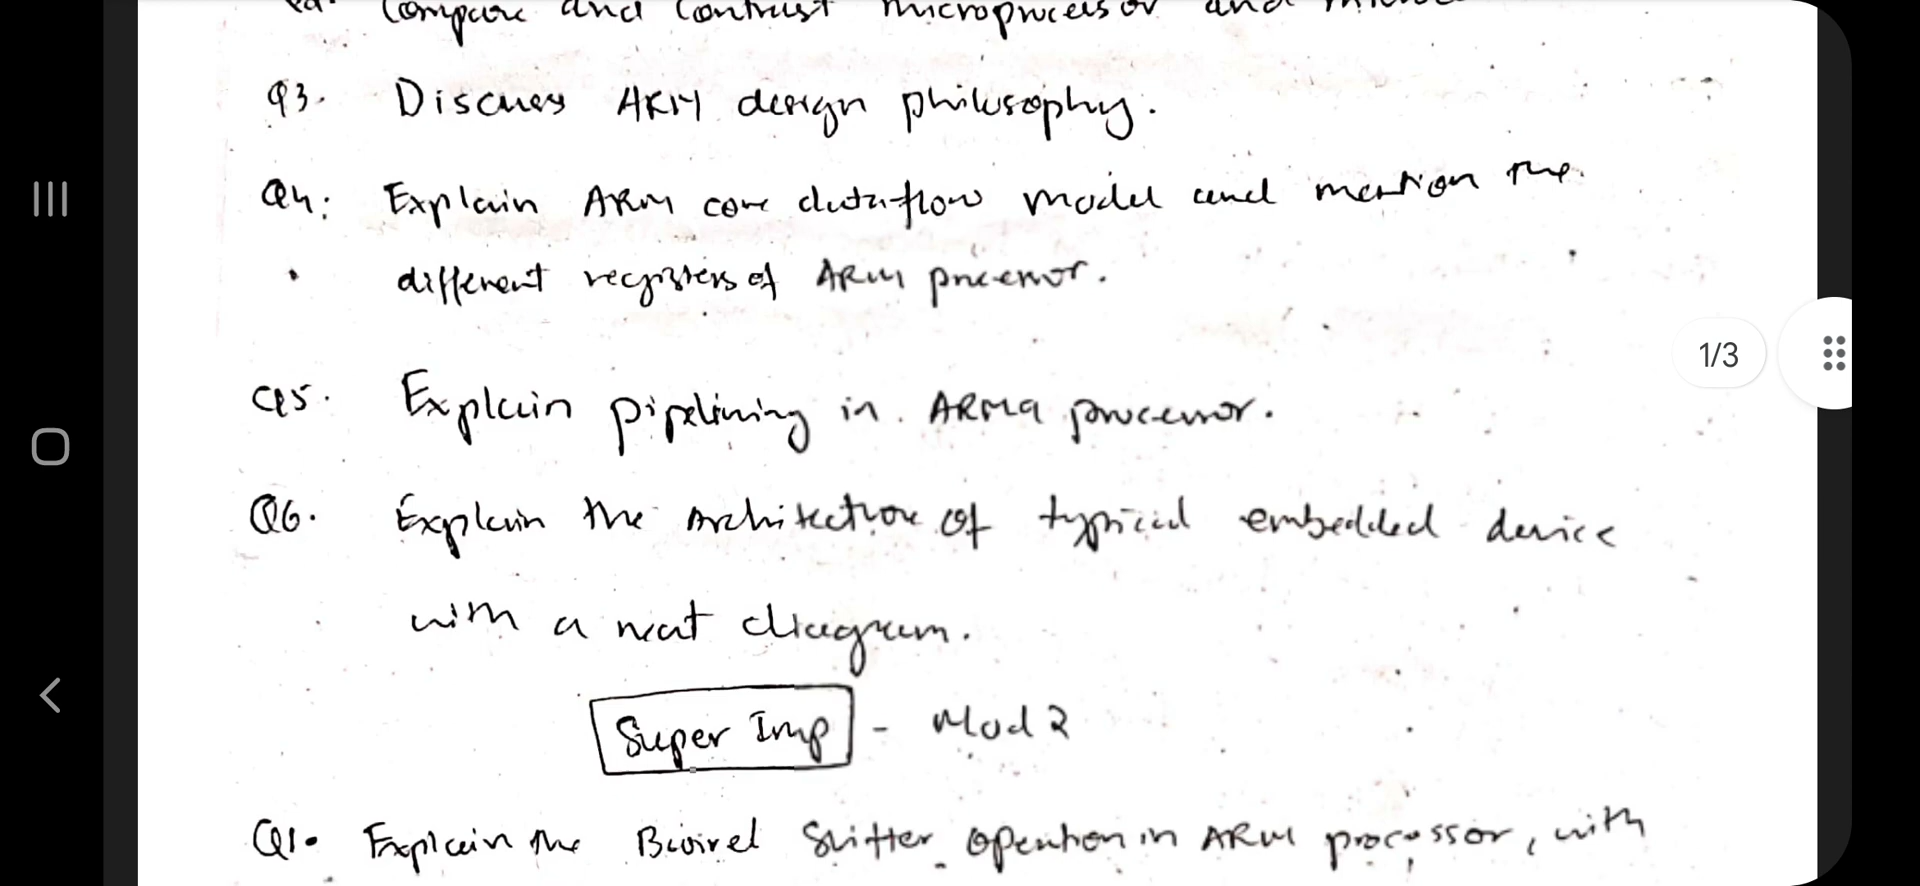 Compare and Contrast microprocessor and
Q3. Discuss ARM design philosophy.
Q4: Explain ARM core dataflow model and mention the
different registers of ARM processor.
1/3
Q5. Explain pipelining in ARM9 processor.
Q6. Explain the Architecture of typical embedded device
with a neat diagram.
Super Imp - Mod 2
Q1. Explain the Barrel Shifter Operation in ARM processor, with